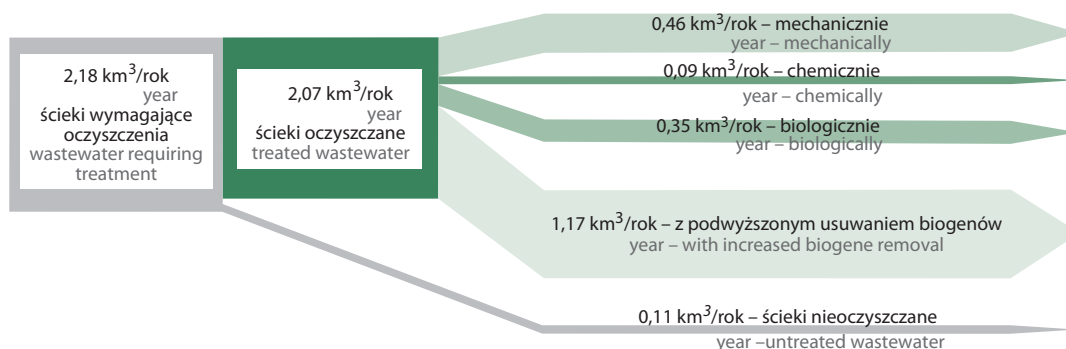 2,18 km³/rok
year
ścieki wymagające
oczyszczenia
wastewater requiring
treatment
2,07 km³/rok
year
ścieki oczyszczane
treated wastewater
0,46 km³/rok – mechanicznie
year – mechanically
0,09 km³/rok – chemicznie
year – chemically
0,35 km³/rok – biologicznie
year – biologically
1,17 km³/rok – z podwyższonym usuwaniem biogenów
year – with increased biogene removal
0,11 km³/rok – ścieki nieoczyszczane
year –untreated wastewater